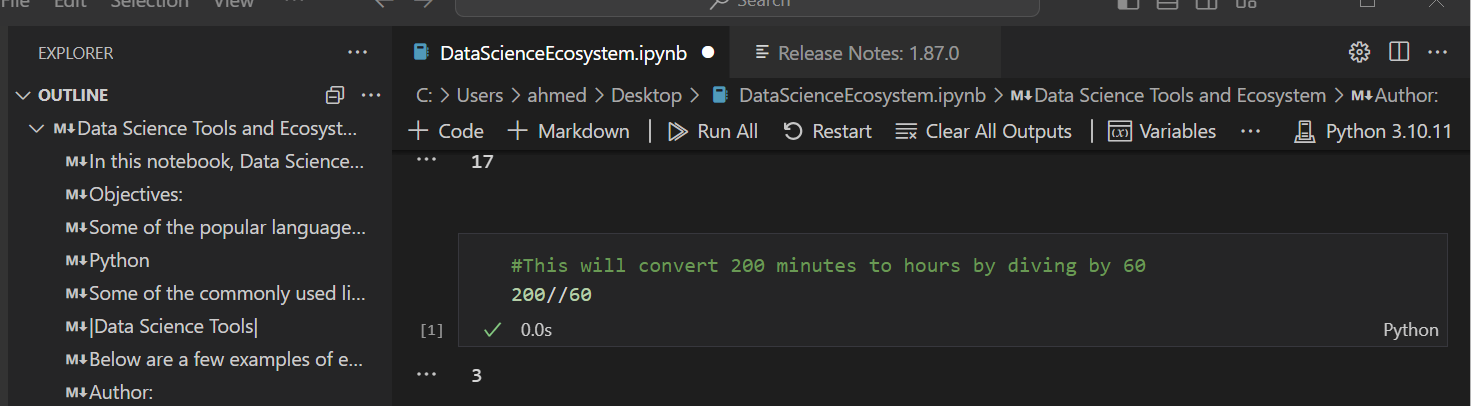 File Edit Selection View ··· Search
EXPLORER ···
OUTLINE ···
M↓Data Science Tools and Ecosyst...
M↓In this notebook, Data Science...
M↓Objectives:
M↓Some of the popular language...
M↓Python
M↓Some of the commonly used li...
M↓|Data Science Tools|
M↓Below are a few examples of e...
M↓Author:
DataScienceEcosystem.ipynb Release Notes: 1.87.0 ···
C: > Users > ahmed > Desktop > DataScienceEcosystem.ipynb > M↓Data Science Tools and Ecosystem > M↓Author:
+ Code + Markdown | Run All Restart Clear All Outputs | Variables ··· Python 3.10.11
··· 17
#This will convert 200 minutes to hours by diving by 60
200//60
[1] ✓ 0.0s Python
··· 3